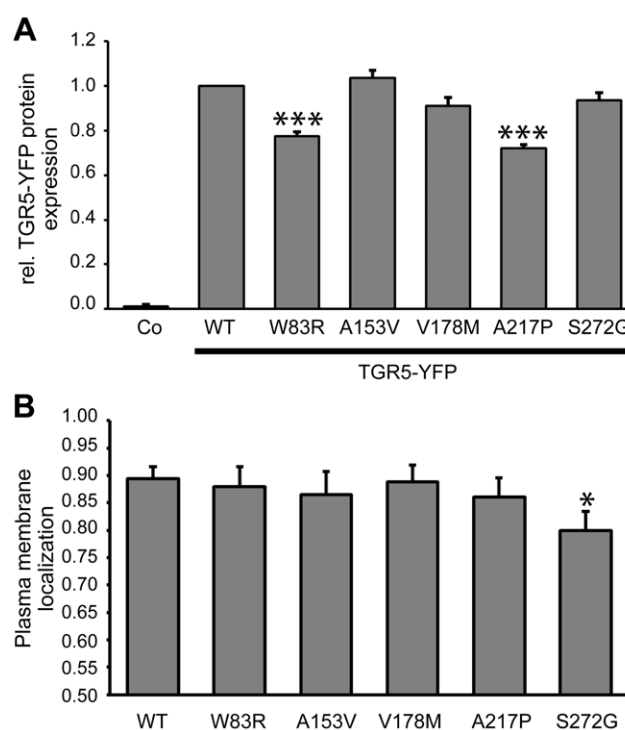 A
rel. TGR5-YFP protein
expression
1.2
1.0
0.8
0.6
0.4
0.2
0.0
***
***
Co WT W83R A153V V178M A217P S272G
TGR5-YFP
B
Plasma membrane
localization
1.00
0.95
0.90
0.85
0.80
0.75
0.70
0.65
0.60
0.55
0.50
*
WT W83R A153V V178M A217P S272G